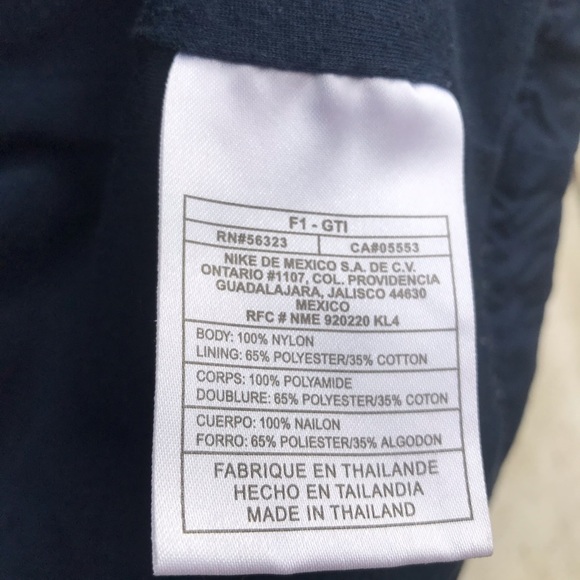 F1 - GTI
RN#56323 CA#05553
NIKE DE MEXICO S.A. DE C.V.
ONTARIO #1107, COL. PROVIDENCIA
GUADALAJARA, JALISCO 44630
MEXICO
RFC # NME 920220 KL4
BODY: 100% NYLON
LINING: 65% POLYESTER/35% COTTON
CORPS: 100% POLYAMIDE
DOUBLURE: 65% POLYESTER/35% COTON
CUERPO: 100% NAILON
FORRO: 65% POLIESTER/35% ALGODON
FABRIQUE EN THAILANDE
HECHO EN TAILANDIA
MADE IN THAILAND